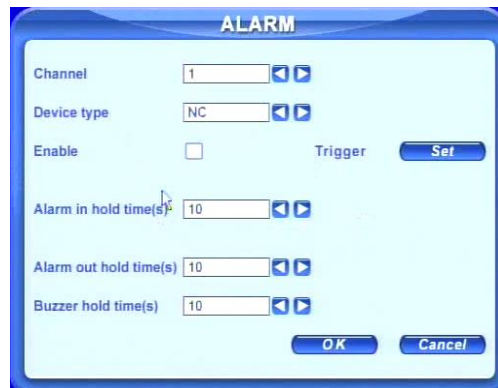 ALARM
Channel 1
Device type NC
Enable Trigger Set
Alarm in hold time(s) 10
Alarm out hold time(s) 10
Buzzer hold time(s) 10
OK Cancel